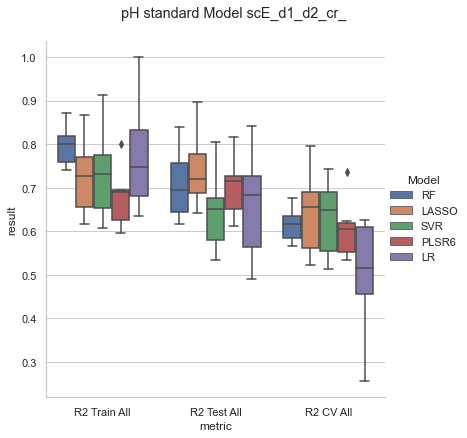 pH standard Model scE_d1_d2_cr_
1.0
0.9
0.8
0.7
0.6
0.5
0.4
0.3
result
R2 Train All
R2 Test All
R2 CV All
metric
Model
RF
LASSO
SVR
PLSR6
LR